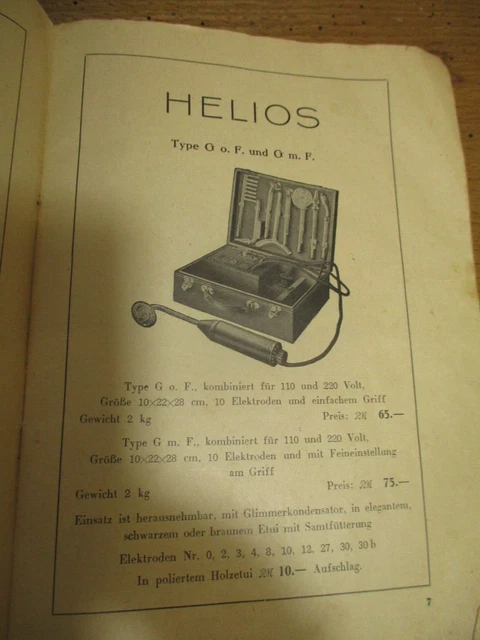 HELIOS
Type G o. F. und G m. F.
Type G o. F., kombiniert für 110 und 220 Volt,
Größe 10×22×28 cm, 10 Elektroden und einfachem Griff
Gewicht 2 kg Preis: RM 65.—
Type G m. F., kombiniert für 110 und 220 Volt,
Größe 10×22×28 cm, 10 Elektroden und mit Feineinstellung
am Griff
Gewicht 2 kg Preis: RM 75.—
Einsatz ist herausnehmbar, mit Glimmerkondensator, in elegantem,
schwarzem oder braunem Etui mit Samtfütterung
Elektroden Nr. 0, 2, 3, 4, 8, 10, 12, 27, 30, 30 b
In poliertem Holzetui RM 10.— Aufschlag.
7